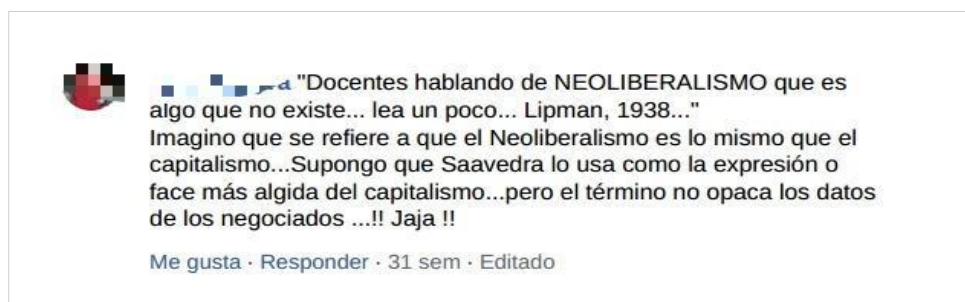 "Docentes hablando de NEOLIBERALISMO que es
algo que no existe... lea un poco... Lipman, 1938..."
Imagino que se refiere a que el Neoliberalismo es lo mismo que el
capitalismo...Supongo que Saavedra lo usa como la expresión o
face más algida del capitalismo...pero el término no opaca los datos
de los negociados ...!! Jaja !!
Me gusta · Responder · 31 sem · Editado